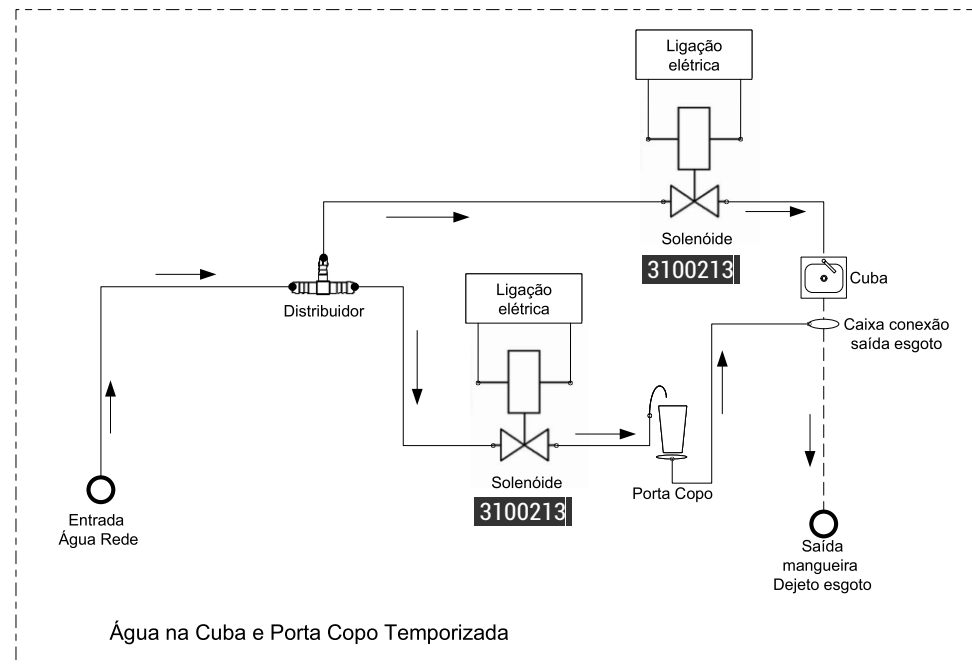 Ligação
elétrica
Solenóide
3100213
Cuba
Distribuidor
Ligação
elétrica
Caixa conexão
saída esgoto
Solenóide
3100213
Porta Copo
Entrada
Água Rede
Saída
mangueira
Dejeto esgoto
Água na Cuba e Porta Copo Temporizada